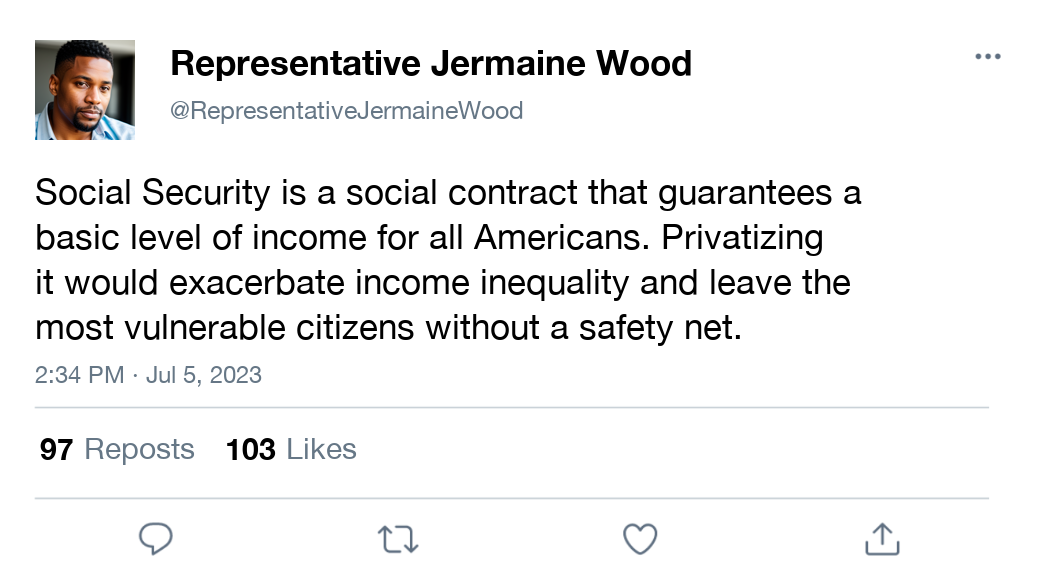 Representative Jermaine Wood
@RepresentativeJermaineWood
Social Security is a social contract that guarantees a
basic level of income for all Americans. Privatizing
it would exacerbate income inequality and leave the
most vulnerable citizens without a safety net.
2:34 PM · Jul 5, 2023
97 Reposts 103 Likes